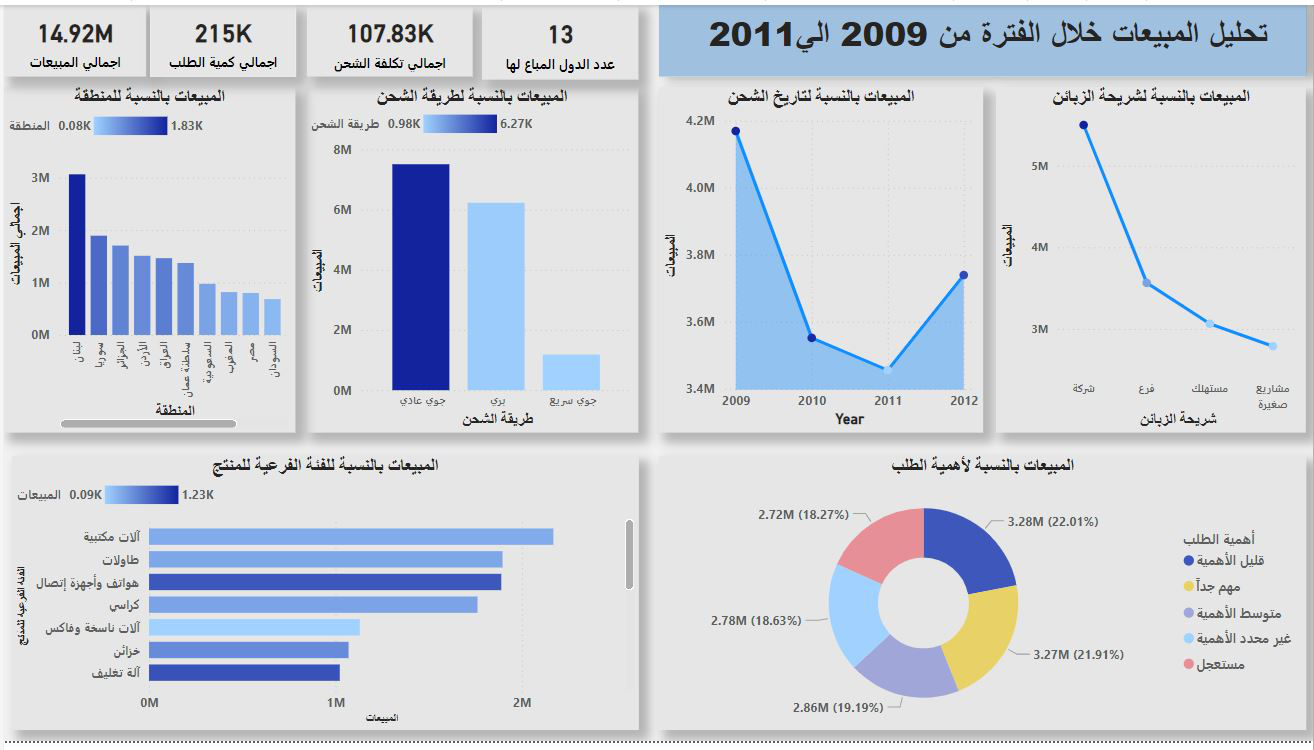 تحليل المبيعات خلال الفترة من 2009 الي2011
13
عدد الدول المباع لها
107.83K
اجمالي تكلفة الشحن
215K
اجمالي كمية الطلب
14.92M
اجمالي المبيعات
المبيعات بالنسبة لشريحة الزبائن
5M
4M
3M
المبيعات
شركة
فرع
مستهلك
مشاريع صغيرة
شريحة الزبائن
المبيعات بالنسبة لتاريخ الشحن
4.2M
4.0M
3.8M
3.6M
3.4M
المبيعات
2009 2010 2011 2012
Year
المبيعات بالنسبة لطريقة الشحن
طريقة الشحن 0.98K 6.27K
8M
6M
4M
2M
0M
المبيعات
جوي عادي
بري
جوي سريع
طريقة الشحن
المبيعات بالنسبة للمنطقة
المنطقة 0.08K 1.83K
3M
2M
1M
0M
اجمالي المبيعات
لبنان
سوريا
الجزائر
الأردن
العراق
سلطنة عمان
السعودية
المغرب
مصر
السودان
المنطقة
المبيعات بالنسبة لأهمية الطلب
3.28M (22.01%)
3.27M (21.91%)
2.86M (19.19%)
2.78M (18.63%)
2.72M (18.27%)
أهمية الطلب
قليل الأهمية
مهم جداً
متوسط الأهمية
غير محدد الأهمية
مستعجل
المبيعات بالنسبة للفئة الفرعية للمنتج
المبيعات 0.09K 1.23K
الفئة الفرعية للمنتج
آلات مكتبية
طاولات
هواتف وأجهزة إتصال
كراسي
آلات ناسخة وفاكس
خزائن
آلة تغليف
0M 1M 2M
المبيعات